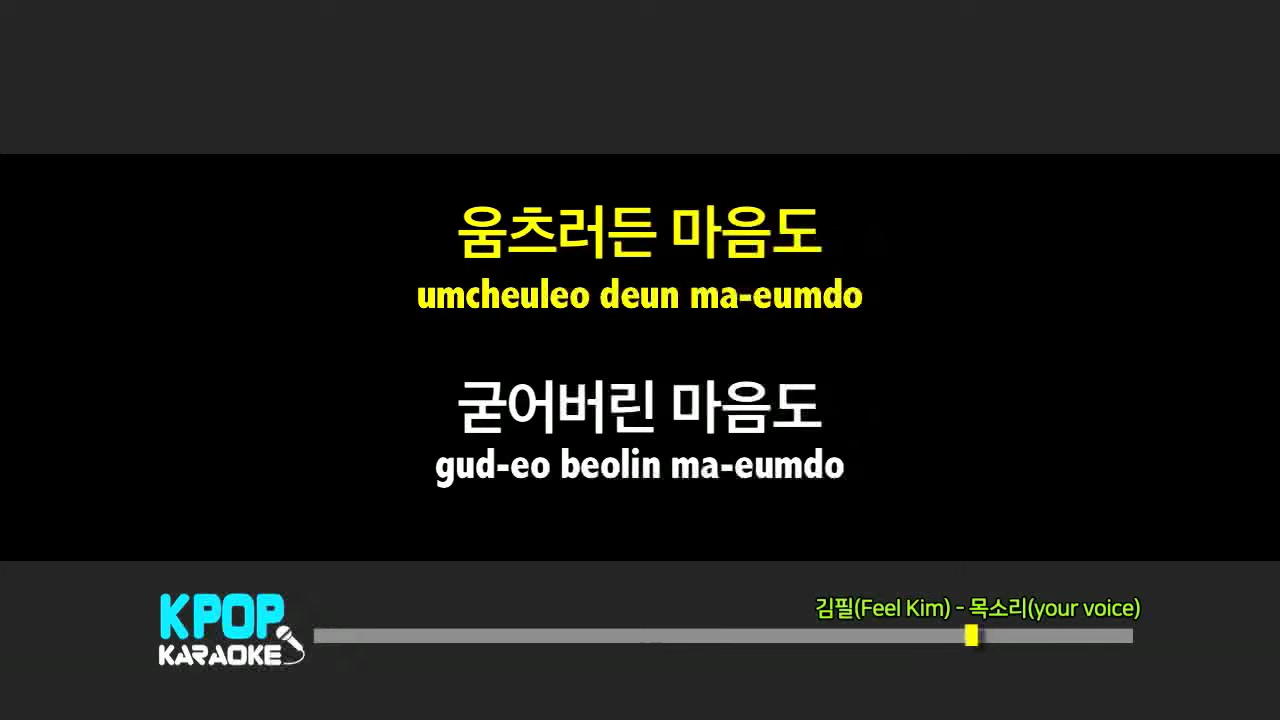 움츠러든 마음도
umcheuleo deun ma-eumdo
굳어버린 마음도
gud-eo beolin ma-eumdo
김필(Feel Kim) - 목소리(your voice)
KPOP
KARAOKE